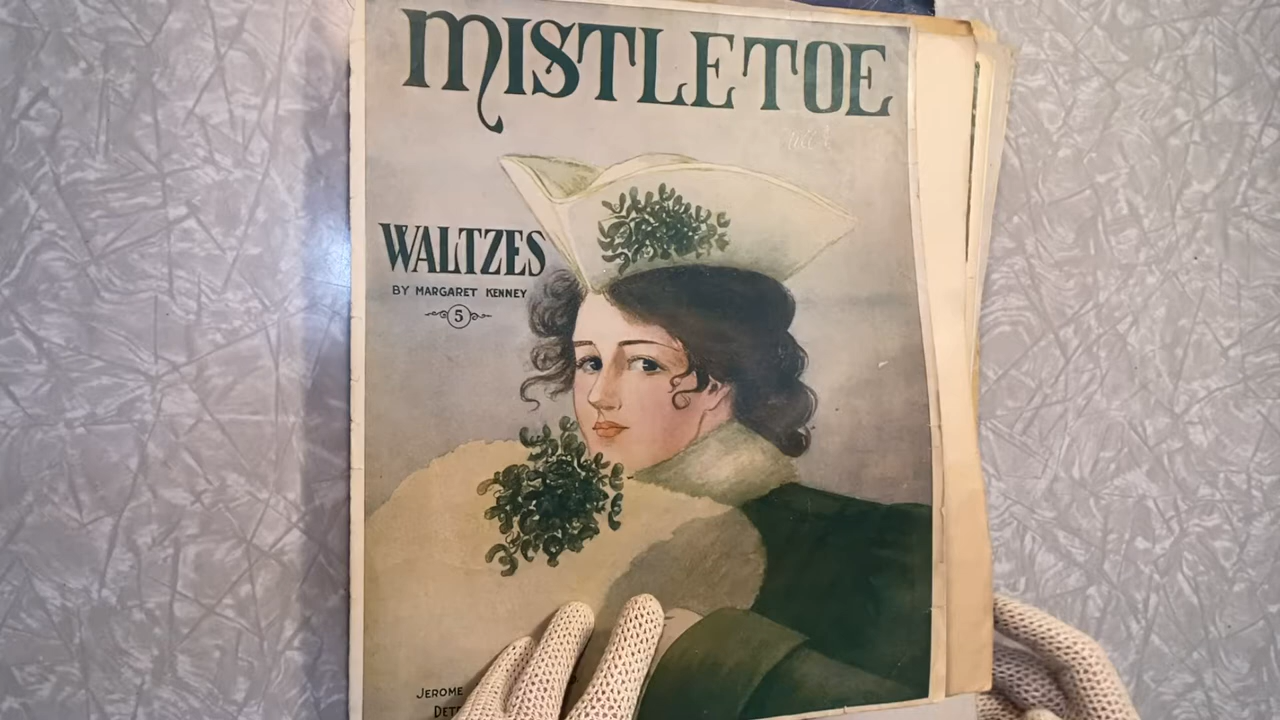 MISTLETOE
WALTZES
BY MARGARET KENNEY
5
JEROME